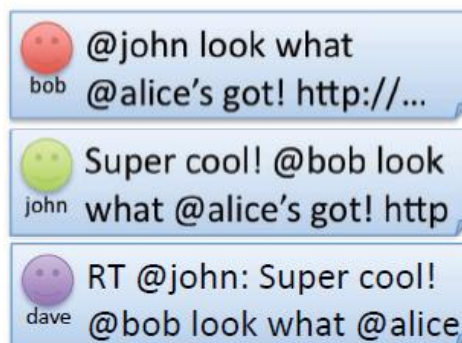 @john look what
bob
@alice's got! http://...
Super cool! @bob look
john
what @alice's got! http
RT @john: Super cool!
dave
@bob look what @alice